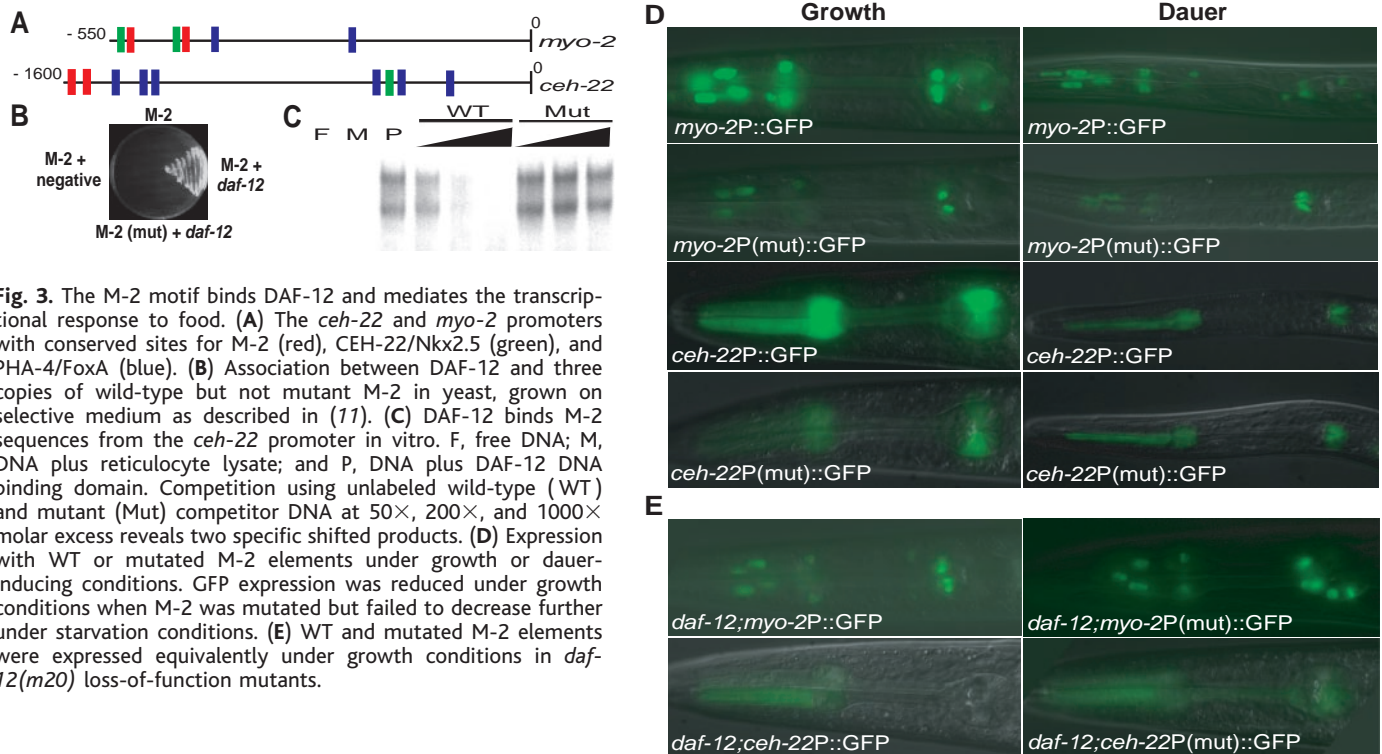 A
- 550
0
myo-2
- 1600
0
ceh-22
B
M-2
M-2 +
negative
M-2 +
daf-12
M-2 (mut) + daf-12
C
F M P
WT
Mut
Fig. 3. The M-2 motif binds DAF-12 and mediates the transcrip-
tional response to food. (A) The ceh-22 and myo-2 promoters
with conserved sites for M-2 (red), CEH-22/Nkx2.5 (green), and
PHA-4/FoxA (blue). (B) Association between DAF-12 and three
copies of wild-type but not mutant M-2 in yeast, grown on
selective medium as described in (11). (C) DAF-12 binds M-2
sequences from the ceh-22 promoter in vitro. F, free DNA; M,
DNA plus reticulocyte lysate; and P, DNA plus DAF-12 DNA
binding domain. Competition using unlabeled wild-type (WT)
and mutant (Mut) competitor DNA at 50×, 200×, and 1000×
molar excess reveals two specific shifted products. (D) Expression
with WT or mutated M-2 elements under growth or dauer-
inducing conditions. GFP expression was reduced under growth
conditions when M-2 was mutated but failed to decrease further
under starvation conditions. (E) WT and mutated M-2 elements
were expressed equivalently under growth conditions in daf-
12(m20) loss-of-function mutants.
D
Growth
Dauer
myo-2P::GFP
myo-2P::GFP
myo-2P(mut)::GFP
myo-2P(mut)::GFP
ceh-22P::GFP
ceh-22P::GFP
ceh-22P(mut)::GFP
ceh-22P(mut)::GFP
E
daf-12;myo-2P::GFP
daf-12;myo-2P(mut)::GFP
daf-12;ceh-22P::GFP
daf-12;ceh-22P(mut)::GFP